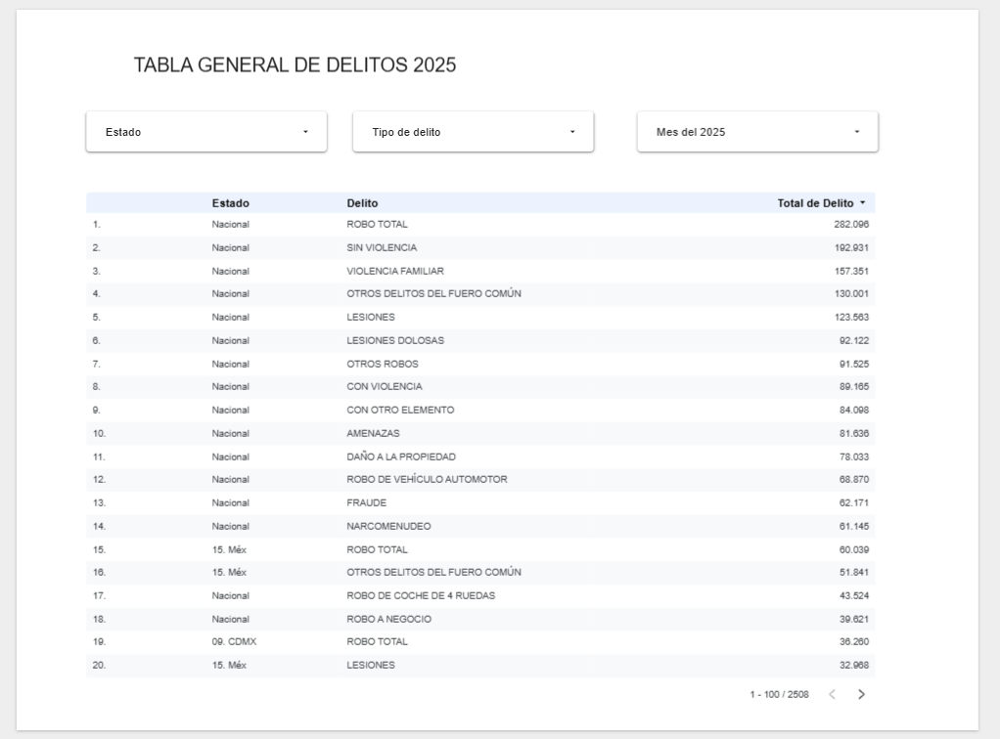 TABLA GENERAL DE DELITOS 2025
Estado Tipo de delito Mes del 2025
Estado Delito Total de Delito
1. Nacional ROBO TOTAL 282.096
2. Nacional SIN VIOLENCIA 192.931
3. Nacional VIOLENCIA FAMILIAR 157.351
4. Nacional OTROS DELITOS DEL FUERO COMÚN 130.001
5. Nacional LESIONES 123.563
6. Nacional LESIONES DOLOSAS 92.122
7. Nacional OTROS ROBOS 91.525
8. Nacional CON VIOLENCIA 89.165
9. Nacional CON OTRO ELEMENTO 84.098
10. Nacional AMENAZAS 81.636
11. Nacional DAÑO A LA PROPIEDAD 78.033
12. Nacional ROBO DE VEHÍCULO AUTOMOTOR 68.870
13. Nacional FRAUDE 62.171
14. Nacional NARCOMENUDEO 61.145
15. 15. Méx ROBO TOTAL 60.039
16. 15. Méx OTROS DELITOS DEL FUERO COMÚN 51.841
17. Nacional ROBO DE COCHE DE 4 RUEDAS 43.524
18. Nacional ROBO A NEGOCIO 39.621
19. 09. CDMX ROBO TOTAL 36.260
20. 15. Méx LESIONES 32.968
1 - 100 / 2508